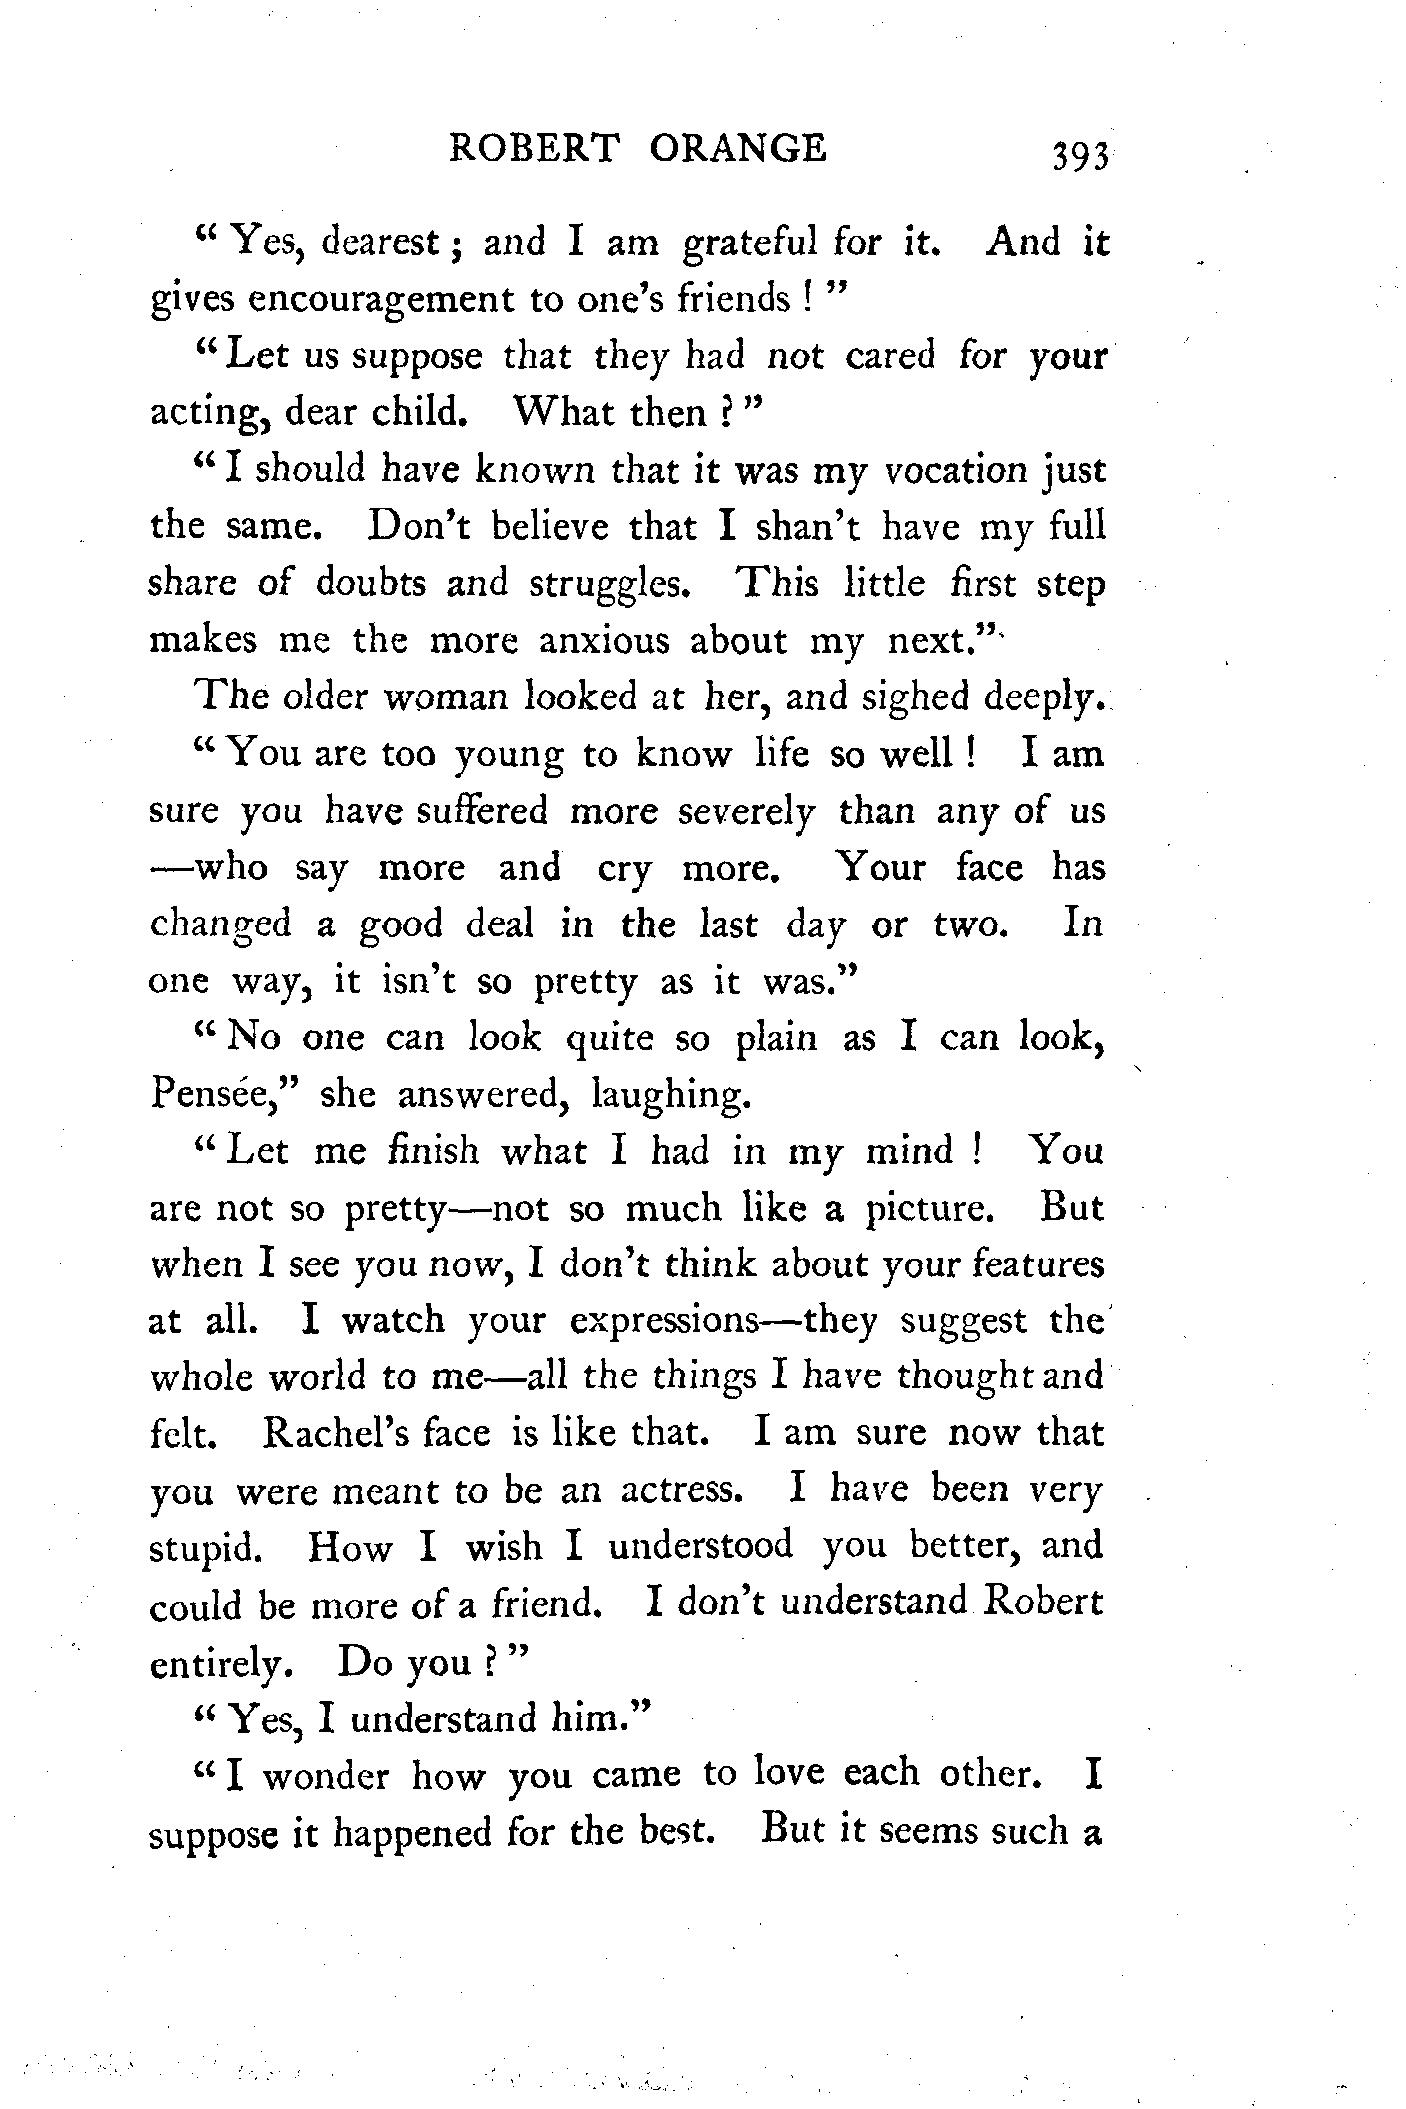 ROBERT ORANGE 393
“ Yes, dearest ; and I am grateful for it. And it
gives encouragement to one’s friends ! ”
“ Let us suppose that they had not cared for your
acting, dear child. What then ? ”
“ I should have known that it was my vocation just
the same. Don’t believe that I shan’t have my full
share of doubts and struggles. This little first step
makes me the more anxious about my next.”
The older woman looked at her, and sighed deeply.
“ You are too young to know life so well ! I am
sure you have suffered more severely than any of us
—who say more and cry more. Your face has
changed a good deal in the last day or two. In
one way, it isn’t so pretty as it was.”
“ No one can look quite so plain as I can look,
Pensée,” she answered, laughing.
“ Let me finish what I had in my mind ! You
are not so pretty—not so much like a picture. But
when I see you now, I don’t think about your features
at all. I watch your expressions—they suggest the
whole world to me—all the things I have thought and
felt. Rachel’s face is like that. I am sure now that
you were meant to be an actress. I have been very
stupid. How I wish I understood you better, and
could be more of a friend. I don’t understand Robert
entirely. Do you ? ”
“ Yes, I understand him.”
“ I wonder how you came to love each other. I
suppose it happened for the best. But it seems such a